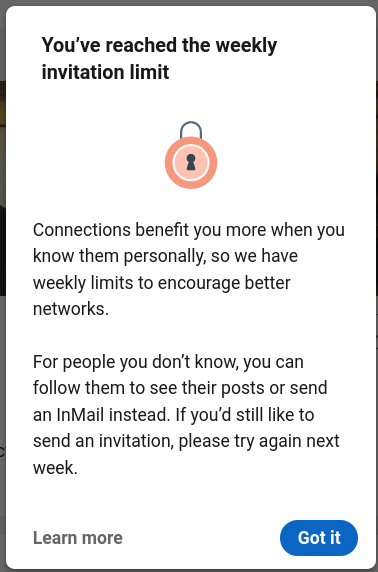 You’ve reached the weekly
invitation limit
Connections benefit you more when you
know them personally, so we have
weekly limits to encourage better
networks.
For people you don’t know, you can
follow them to see their posts or send
an InMail instead. If you’d still like to
send an invitation, please try again next
week.
Learn more
Got it